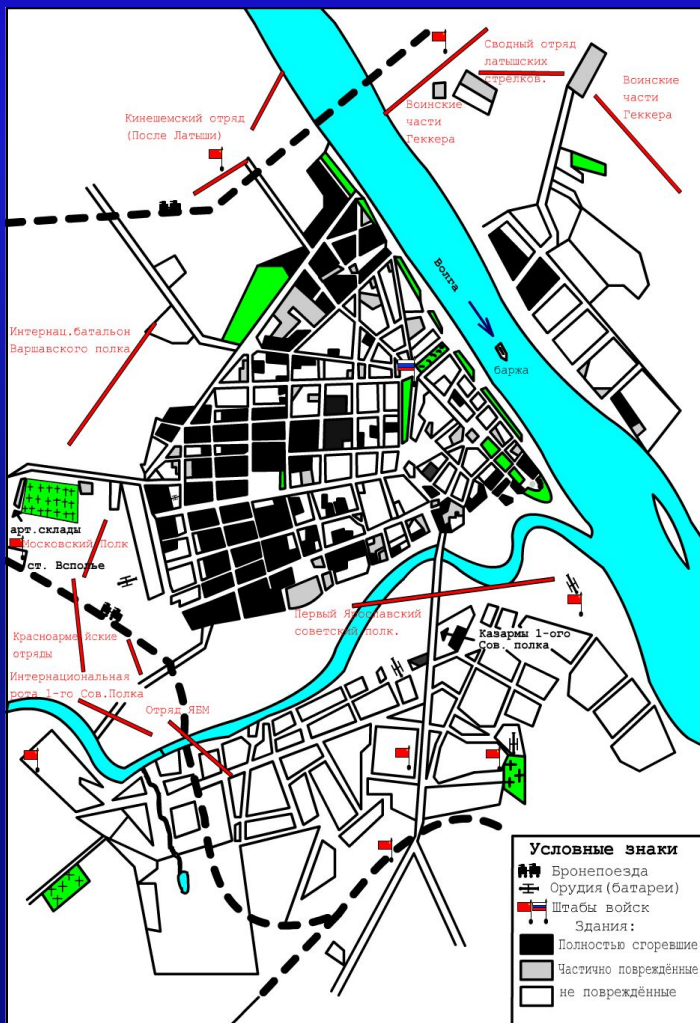 Сводный отряд
латышских
стрелков.
Воинские
части
Геккера
Воинские
части
Геккера
Кинешемский отряд
(После Латыши)
Волга
баржа
Интернац.батальон
Варшавского полка
арт.склады
Московский Полк
ст. Всполье
Первый Ярославский
советский полк.
Казармы 1-ого
Сов. полка
Красноармейские
отряды
Интернациональная
рота 1-го Сов.Полка
Отряд ЯБМ
Условные знаки
Бронепоезда
Орудия(батареи)
Штабы войск
Здания:
Полностью сгоревшие
Частично повреждённые
не повреждённые